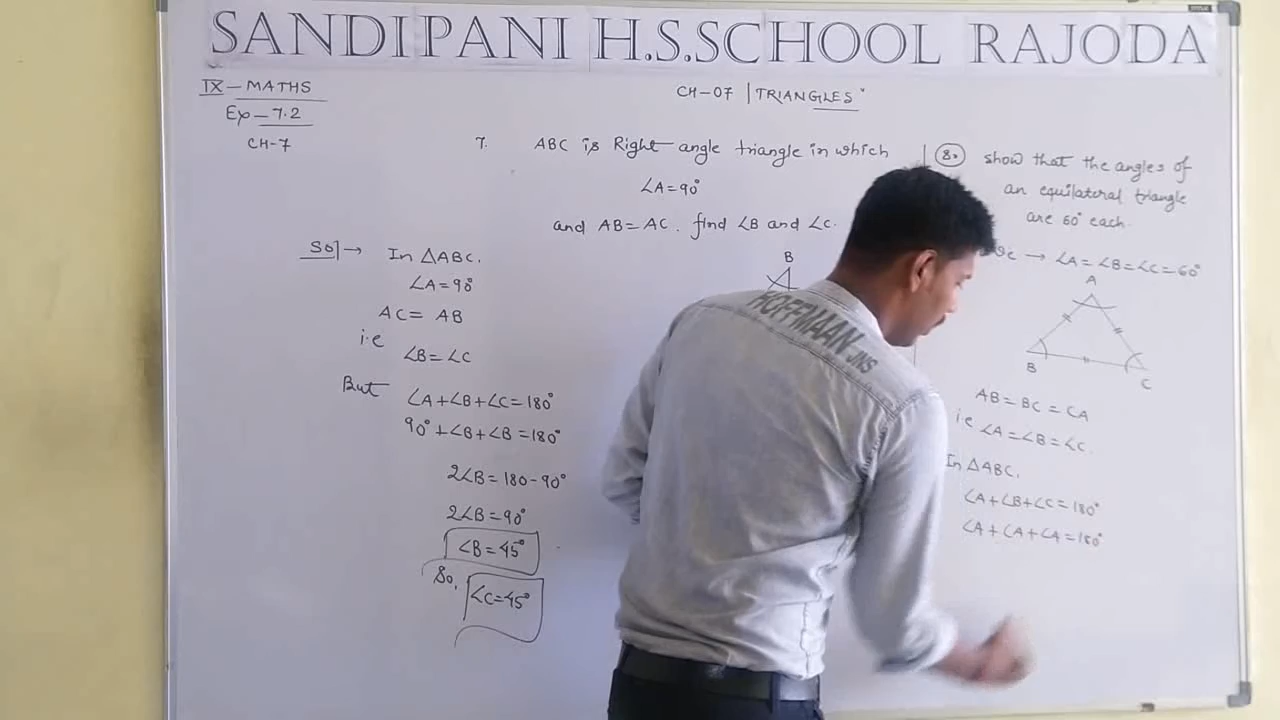 SANDIPANI H.S.SCHOOL RAJODA
IX - MATHS
Ex - 7.2
CH-7
CH-07 | TRIANGLES"
7. ABC is Right angle triangle in which
∠A=90°
and AB=AC. find ∠B and ∠C.
Sol → In △ABC.
∠A=90°
AC= AB
i.e
∠B=∠C
But ∠A+∠B+∠C=180°
90°+∠B+∠B=180°
2∠B=180-90°
2∠B=90°
∠B=45°
So, ∠C=45°
B
8. show that the angles of
an equilateral triangle
are 60° each.
→ ∠A=∠B=∠C=60°
A
B
C
AB=BC=CA
i.e ∠A=∠B=∠C.
In △ABC,
∠A+∠B+∠C=180°
∠A+∠A+∠A=180°
HOFFMAAN JNS